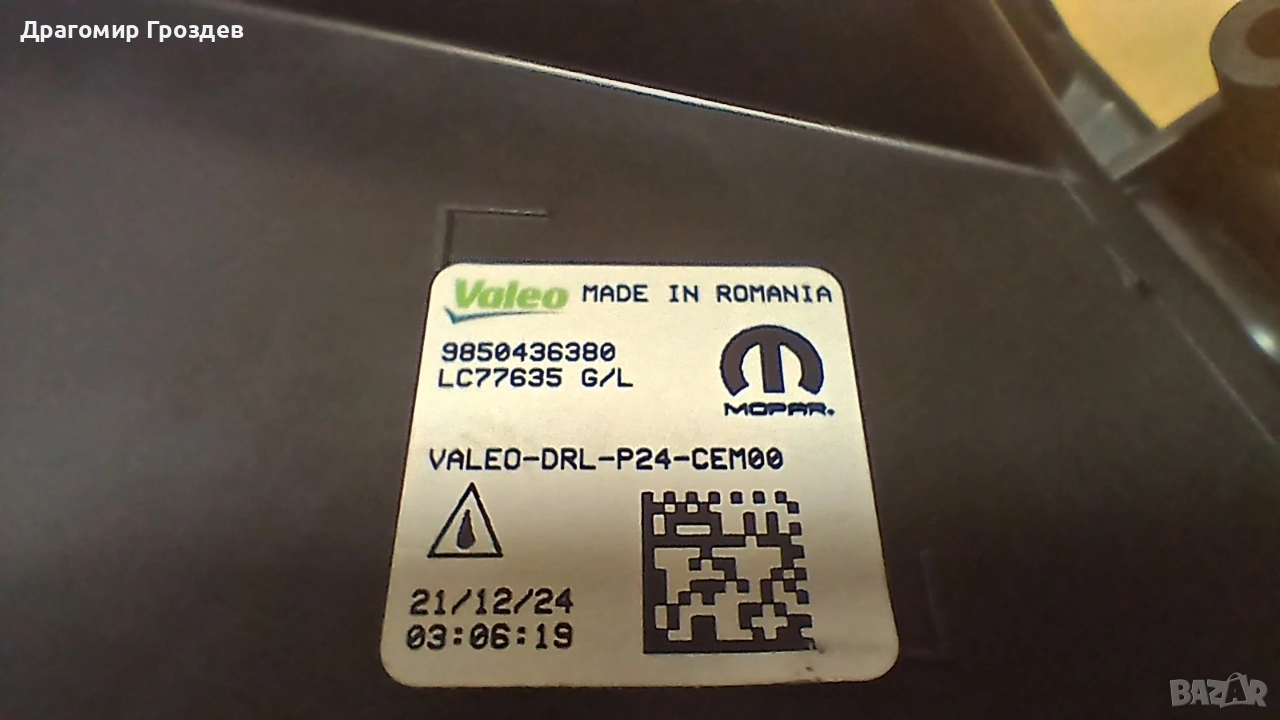 Драгомир Гроздев
Valeo MADE IN ROMANIA
9850436380
LC77635 G/L
MOPAR.
VALEO-DRL-P24-CEM00
21/12/24
03:06:19
BAZAR